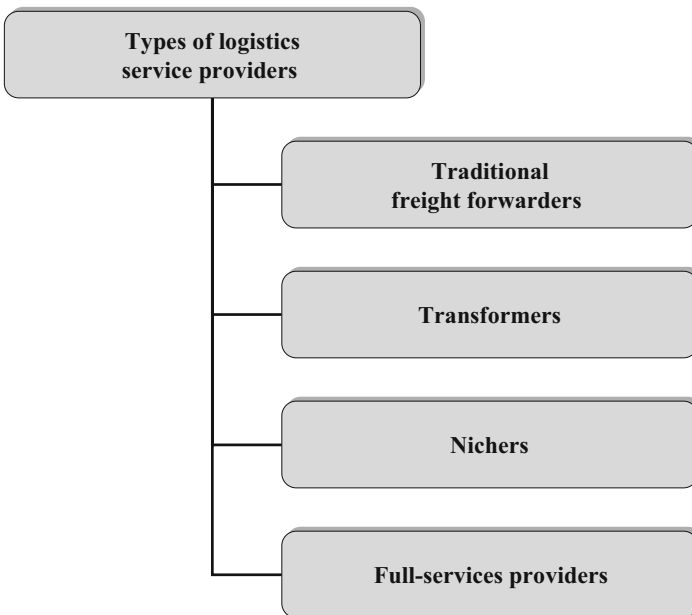 Types of logistics
service providers
Traditional
freight forwarders
Transformers
Nichers
Full-services providers